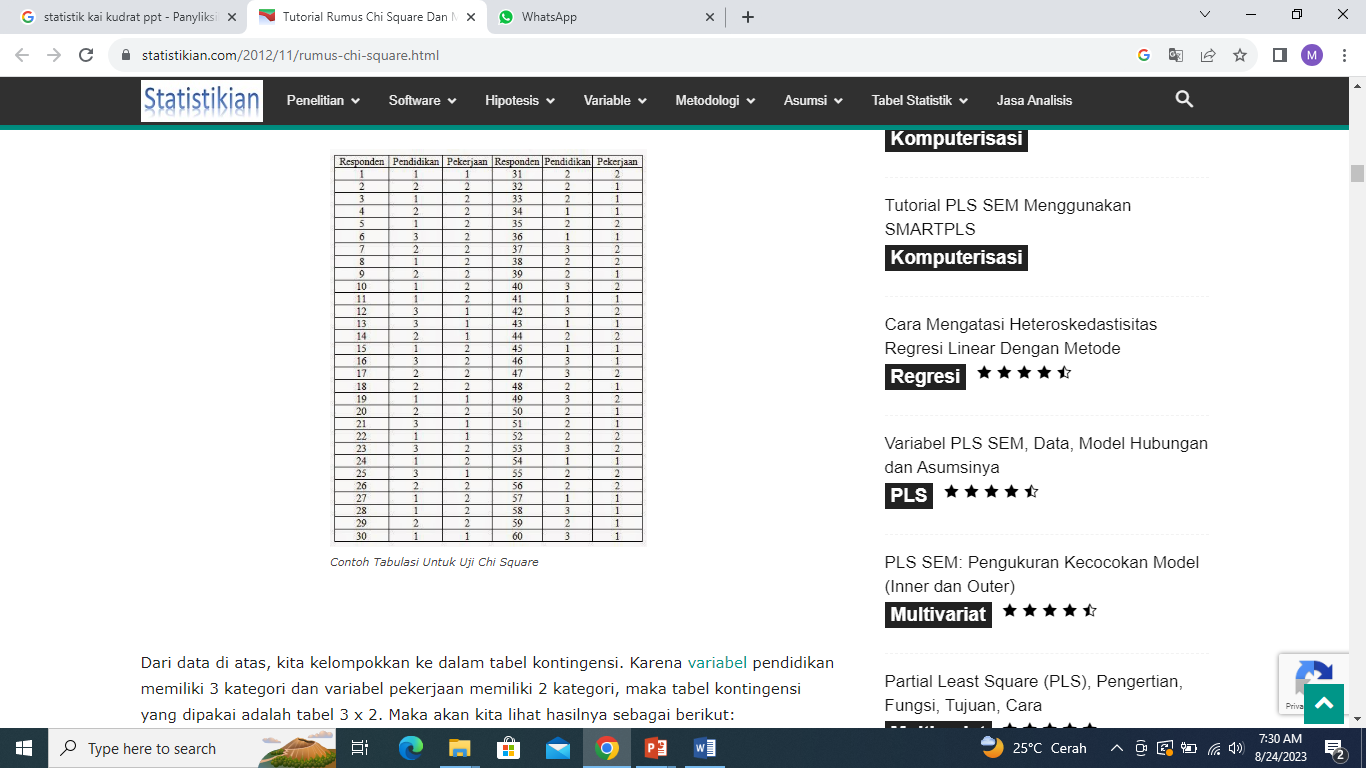 statistik kai kudrat ppt - Panyliksi
Tutorial Rumus Chi Square Dan M
WhatsApp
statistikian.com/2012/11/rumus-chi-square.html
M
Statistikian
Penelitian Software Hipotesis Variable Metodologi Asumsi Tabel Statistik Jasa Analisis
Responden Pendidikan Pekerjaan Responden Pendidikan Pekerjaan
1 1 1 31 2 2
2 2 2 32 2 1
3 1 2 33 2 1
4 2 2 34 1 1
5 1 2 35 2 2
6 3 2 36 1 1
7 2 2 37 3 2
8 1 2 38 2 2
9 2 2 39 2 1
10 1 2 40 3 2
11 1 2 41 1 1
12 3 1 42 3 2
13 3 1 43 1 1
14 2 1 44 2 2
15 1 2 45 1 1
16 3 2 46 3 1
17 2 2 47 3 2
18 2 2 48 2 1
19 1 1 49 3 2
20 2 2 50 2 1
21 3 1 51 2 1
22 1 1 52 2 2
23 3 2 53 3 2
24 1 2 54 1 1
25 3 1 55 2 2
26 2 2 56 2 2
27 1 2 57 1 1
28 1 2 58 3 1
29 2 2 59 2 1
30 1 1 60 3 1
Contoh Tabulasi Untuk Uji Chi Square
Dari data di atas, kita kelompokkan ke dalam tabel kontingensi. Karena variabel pendidikan
memiliki 3 kategori dan variabel pekerjaan memiliki 2 kategori, maka tabel kontingensi
yang dipakai adalah tabel 3 x 2. Maka akan kita lihat hasilnya sebagai berikut:
Komputerisasi
Tutorial PLS SEM Menggunakan
SMARTPLS
Komputerisasi
Cara Mengatasi Heteroskedastisitas
Regresi Linear Dengan Metode
Regresi
Variabel PLS SEM, Data, Model Hubungan
dan Asumsinya
PLS
PLS SEM: Pengukuran Kecocokan Model
(Inner dan Outer)
Multivariat
Partial Least Square (PLS), Pengertian,
Fungsi, Tujuan, Cara
Multivariat
Type here to search
25°C Cerah
7:30 AM
8/24/2023
2